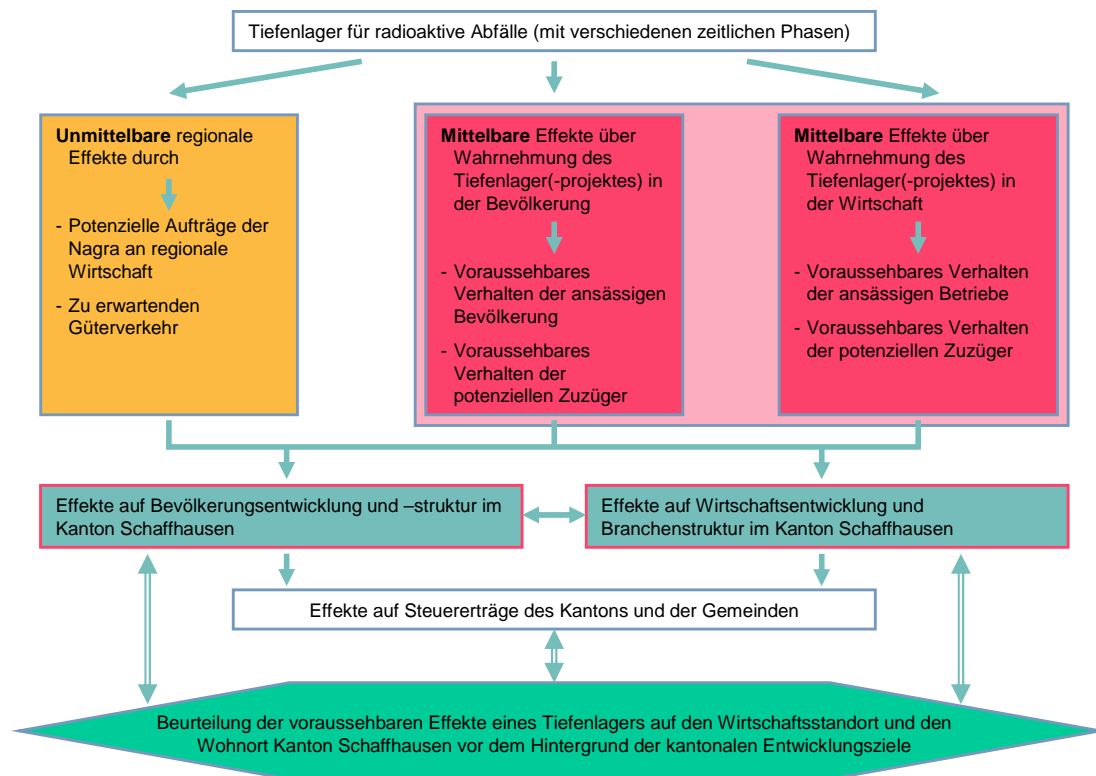 Tiefenlager für radioaktive Abfälle (mit verschiedenen zeitlichen Phasen)
Unmittelbare regionale
Effekte durch
- Potenzielle Aufträge der
Nagra an regionale
Wirtschaft
- Zu erwartenden
Güterverkehr
Mittelbare Effekte über
Wahrnehmung des
Tiefenlager(-projektes) in
der Bevölkerung
- Voraussehbares
Verhalten der ansässigen
Bevölkerung
- Voraussehbares
Verhalten der
potenziellen Zuzüger
Mittelbare Effekte über
Wahrnehmung des
Tiefenlager(-projektes) in
der Wirtschaft
- Voraussehbares Verhalten
der ansässigen Betriebe
- Voraussehbares Verhalten
der potenziellen Zuzüger
Effekte auf Bevölkerungsentwicklung und –struktur im
Kanton Schaffhausen
Effekte auf Wirtschaftsentwicklung und
Branchenstruktur im Kanton Schaffhausen
Effekte auf Steuererträge des Kantons und der Gemeinden
Beurteilung der voraussehbaren Effekte eines Tiefenlagers auf den Wirtschaftsstandort und den
Wohnort Kanton Schaffhausen vor dem Hintergrund der kantonalen Entwicklungsziele